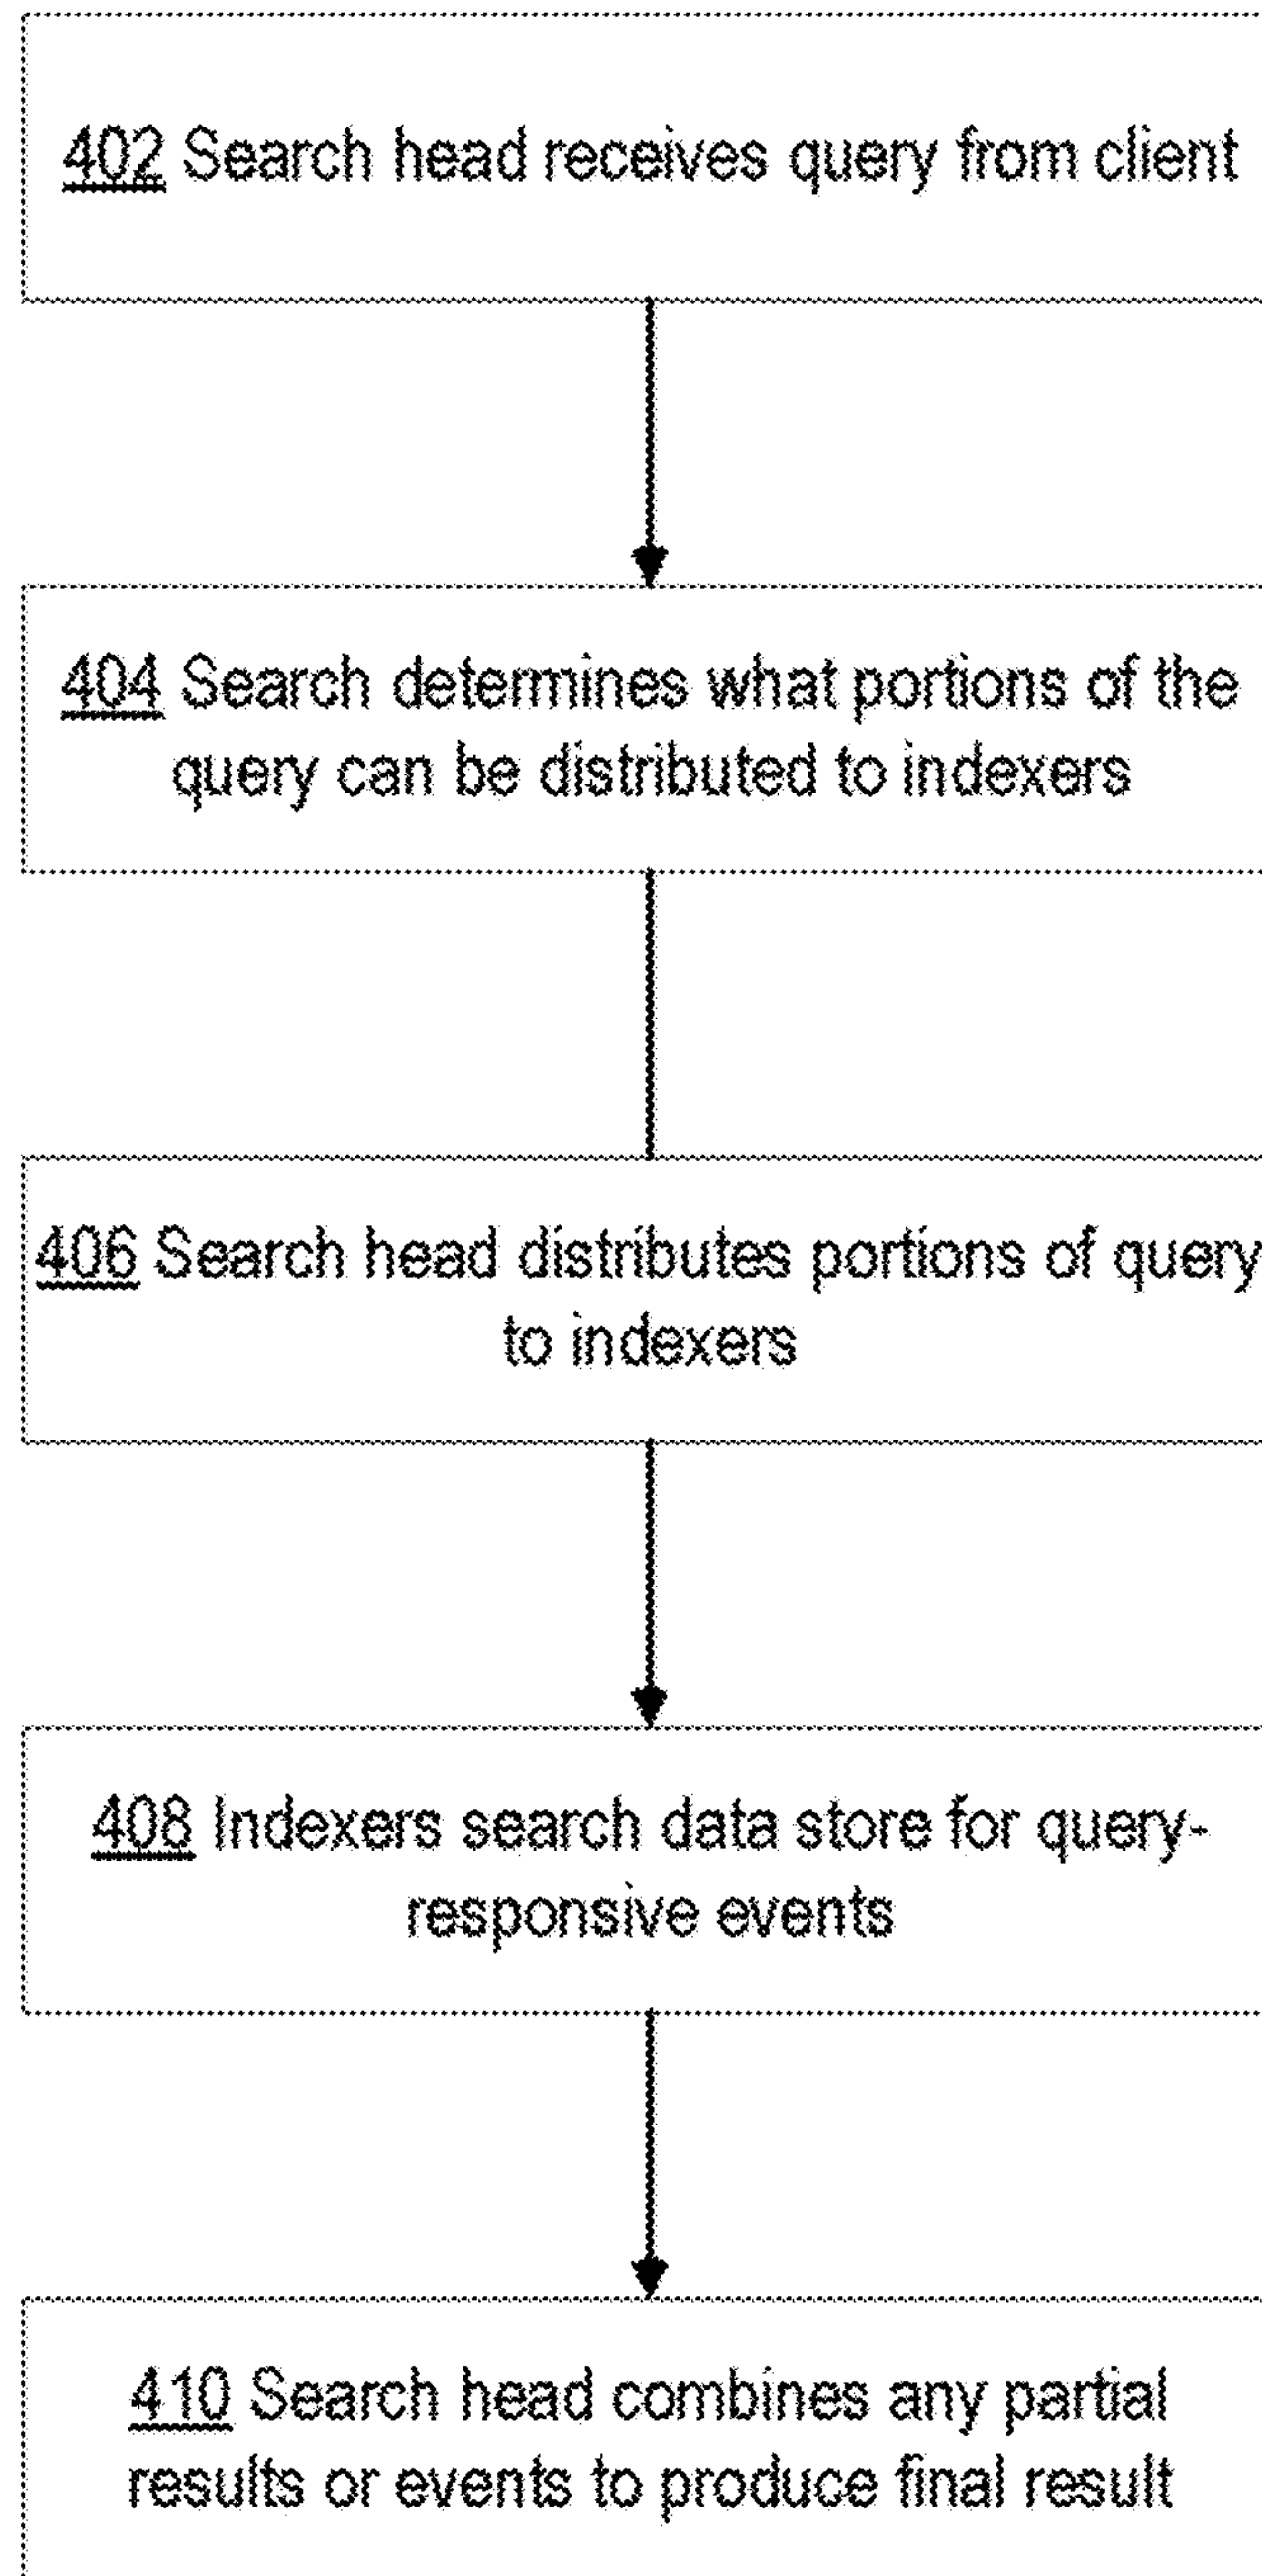 402 Search head receives query from client
404 Search determines what portions of the
query can be distributed to indexers
406 Search head distributes portions of query
to indexers
408 Indexers search data store for query-
responsive events
410 Search head combines any partial
results or events to produce final result